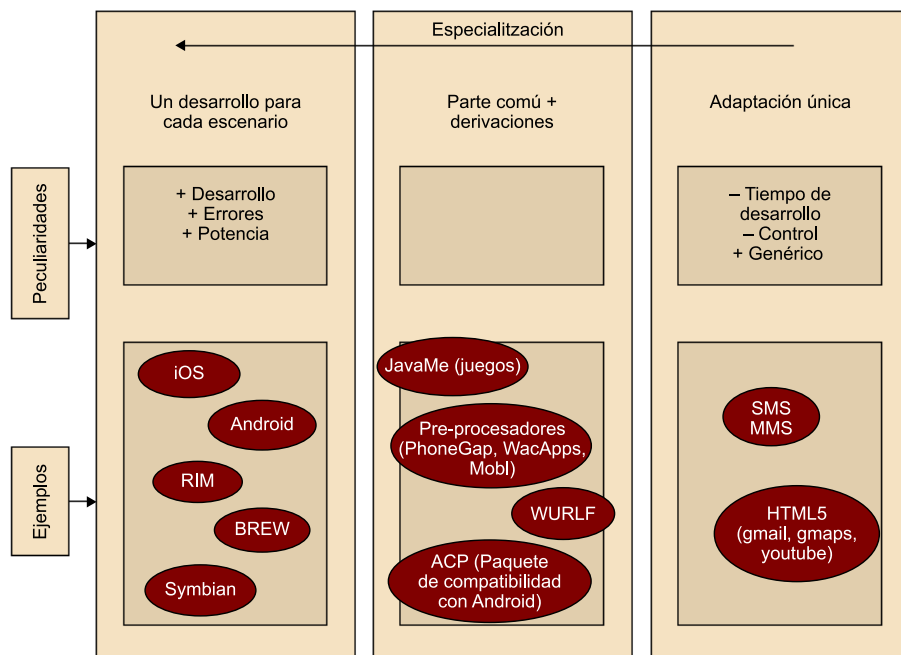 Especialitzación
Un desarrollo para
cada escenario
Parte comú +
derivaciones
Adaptación única
Peculiaridades
+ Desarrollo
+ Errores
+ Potencia
– Tiempo de
desarrollo
– Control
+ Genérico
Ejemplos
iOS
Android
RIM
BREW
Symbian
JavaMe (juegos)
Pre-procesadores
(PhoneGap, WacApps,
Mobl)
WURLF
ACP (Paquete
de compatibilidad
con Android)
SMS
MMS
HTML5
(gmail, gmaps,
youtube)